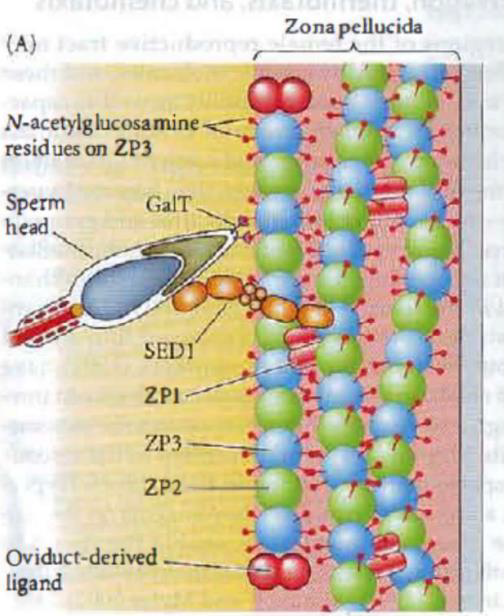 (A)
Zona pellucida
N-acetylglucosamine
residues on ZP3
Sperm
head
GalT
SED1
ZP1
ZP3
ZP2
Oviduct-derived
ligand